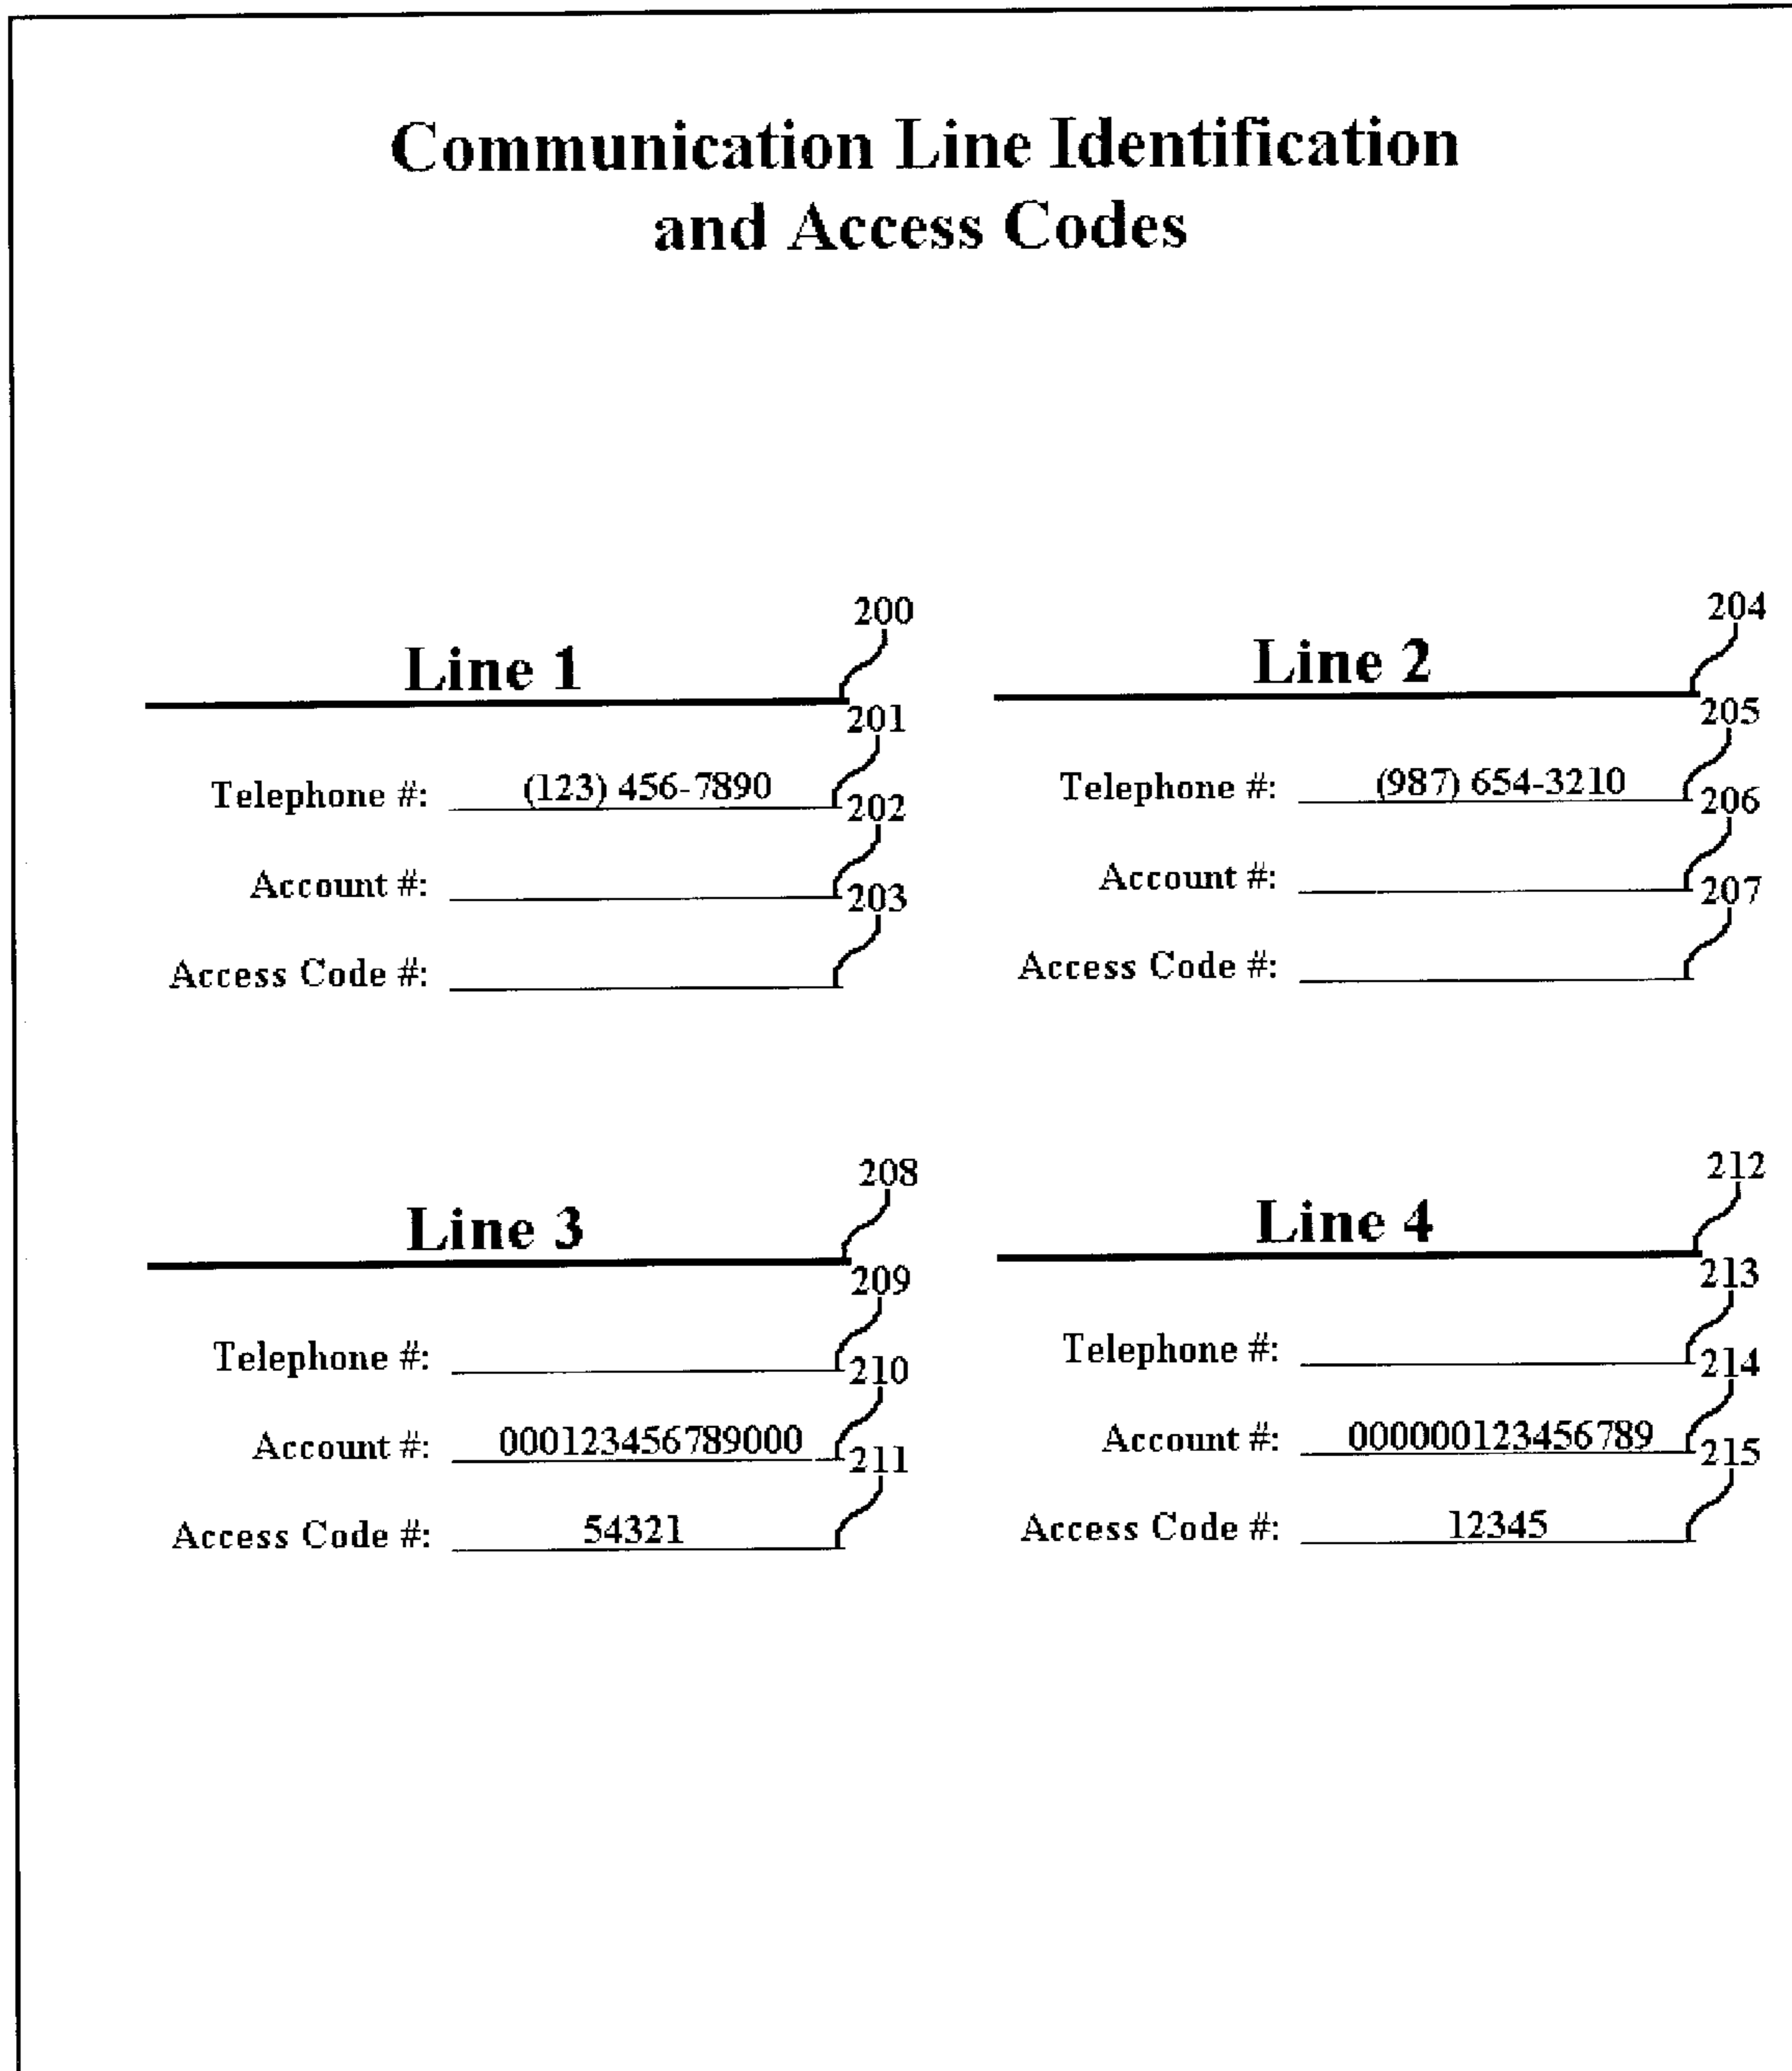 Communication Line Identification
and Access Codes
200
Line 1
201
Telephone #: (123) 456-7890
202
Account #:
203
Access Code #:
204
Line 2
205
Telephone #: (987) 654-3210
206
Account #:
207
Access Code #:
208
Line 3
209
Telephone #:
210
Account #: 000123456789000
211
Access Code #: 54321
212
Line 4
213
Telephone #:
214
Account #: 000000123456789
215
Access Code #: 12345